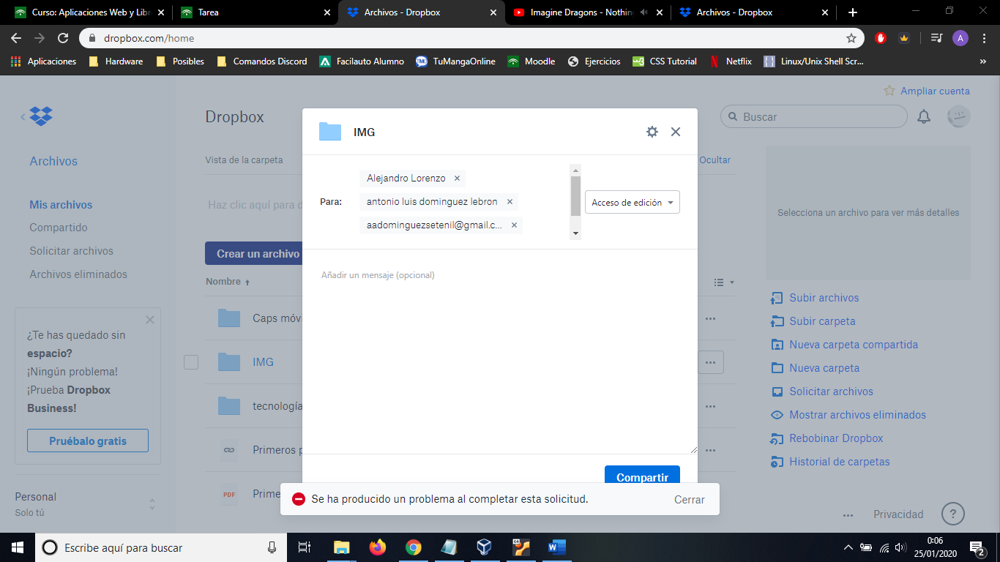 Curso: Aplicaciones Web y Libr
Tarea
Archivos - Dropbox
Imagine Dragons - Nothin
Archivos - Dropbox
dropbox.com/home
A
Aplicaciones
Hardware
Posibles
Comandos Discord
Facilauto Alumno
TuMangaOnline
Moodle
Ejercicios
CSS Tutorial
Netflix
Linux/Unix Shell Scr...
Ampliar cuenta
Dropbox
Buscar
Archivos
Vista de la carpeta
Ocultar
Mis archivos
Compartido
Solicitar archivos
Archivos eliminados
Haz clic aquí para d
Crear un archivo
Nombre
Caps móvi
IMG
tecnología
Primeros p
PDF
Prime
¿Te has quedado sin
espacio?
¡Ningún problema!
¡Prueba Dropbox
Business!
Pruébalo gratis
Personal
Solo tú
IMG
Para:
Alejandro Lorenzo
antonio luis dominguez lebron
aadominguezsetenil@gmail.c...
Acceso de edición
Añadir un mensaje (opcional)
Compartir
Se ha producido un problema al completar esta solicitud.
Cerrar
Selecciona un archivo para ver más detalles
Subir archivos
Subir carpeta
Nueva carpeta compartida
Nueva carpeta
Solicitar archivos
Mostrar archivos eliminados
Rebobinar Dropbox
Historial de carpetas
Privacidad
?
Escribe aquí para buscar
0:06
25/01/2020
2